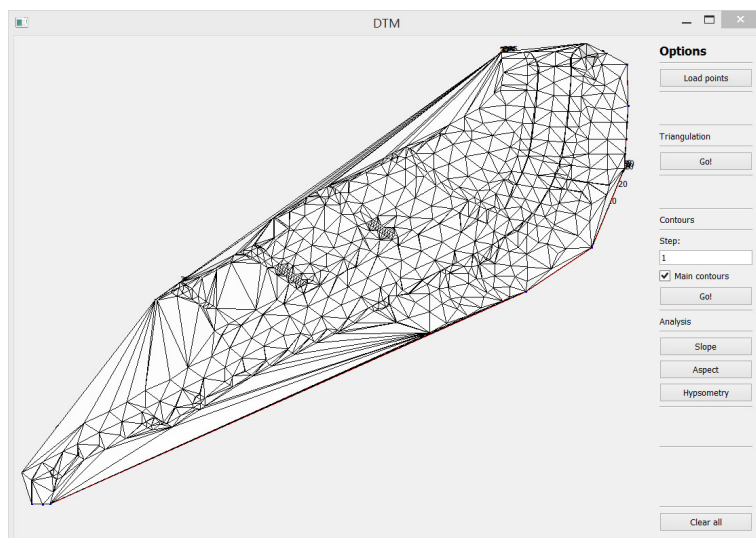 DTM
Options
Load points
Triangulation
Go!
20
0
Contours
Step:
1
Main contours
Go!
Analysis
Slope
Aspect
Hypsometry
Clear all